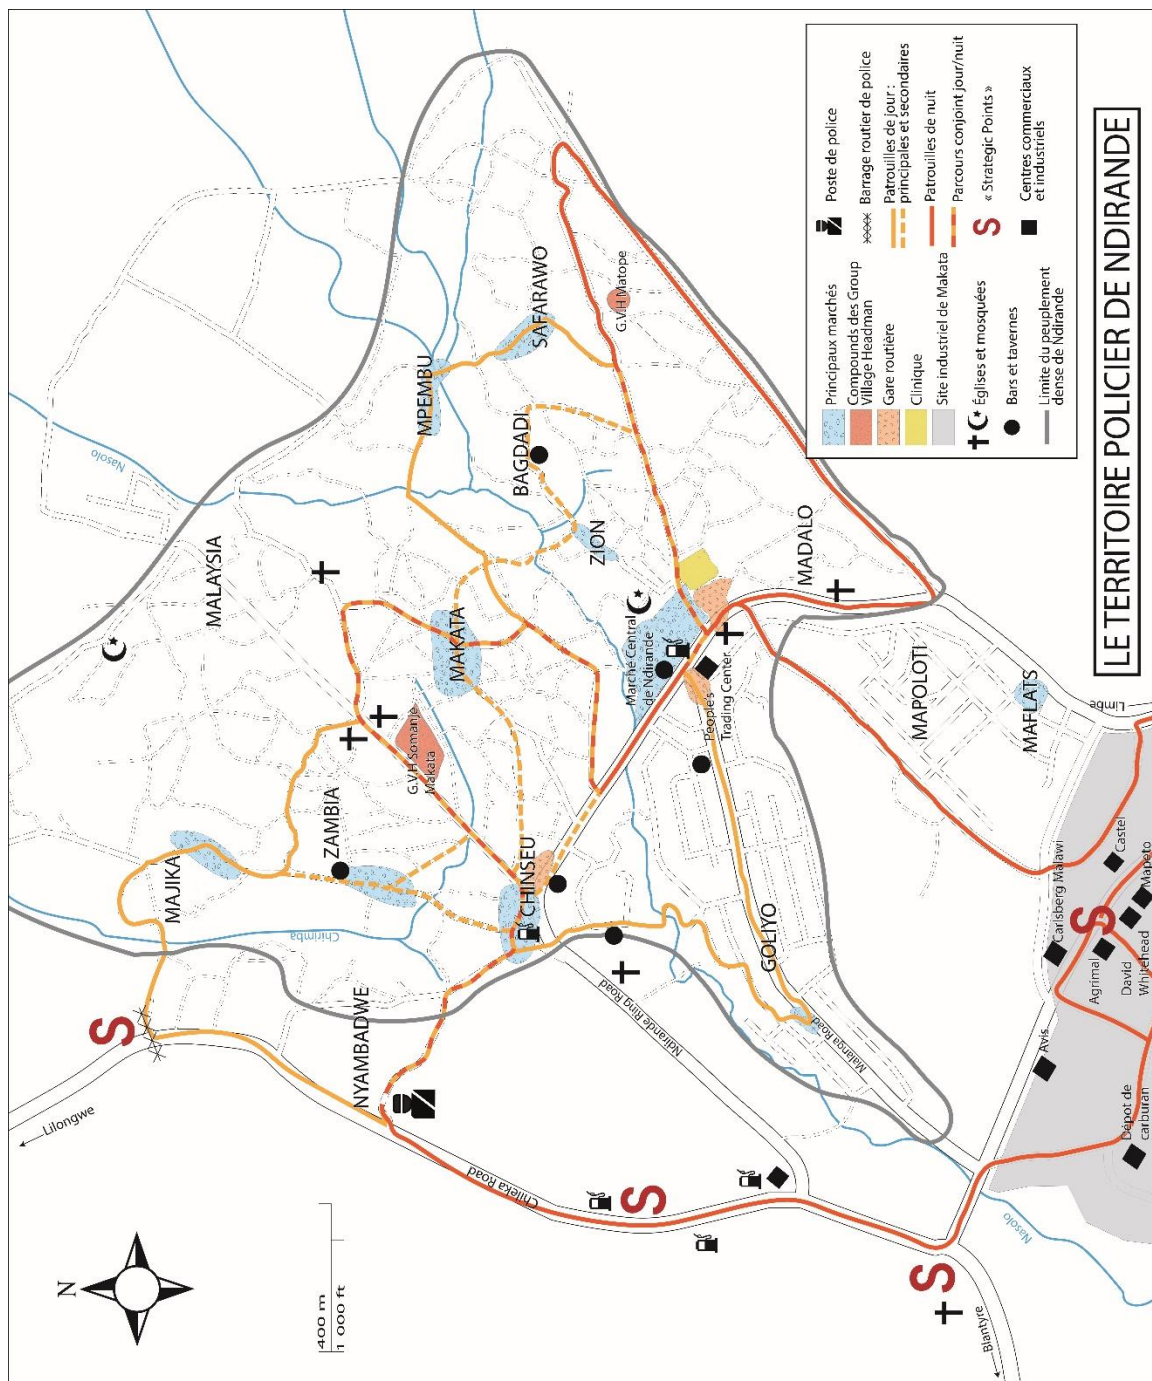 LE TERRITOIRE POLICIER DE NDIRANDE
N
400 m
1 000 ft
Lilongwe
Chileka Road
Blantyre
Nasolo
Ndirande Ring Road
Malanga Road
NYAMBADWE
MAJIKA
Chirimba
ZAMBIA
CHINSEU
GOLIYO
G.V.H Somanje
Makata
MAKATA
MALAYSIA
Nasolo
MPEMBU
SAFARAWO
BAGDADI
ZION
G.V.H Matope
Marché Central
de Ndirande
People's
Trading Center
MADALO
MAPOLOTI
MAFLATS
Limbe
Carlsberg Malawi
Castel
Mapeto
David
Whitehead
Agrimal
Avis
Dépot de
carburan
S
S
S
S
Principaux marchés
Compounds des Group
Village Headman
Gare routière
Clinique
Site industriel de Makata
Églises et mosquées
Bars et tavernes
Limite du peuplement
dense de Ndirande
Poste de police
Barrage routier de police
Patrouilles de jour :
principales et secondaires
Patrouilles de nuit
Parcours conjoint jour/nuit
S
« Strategic Points »
Centres commerciaux
et industriels